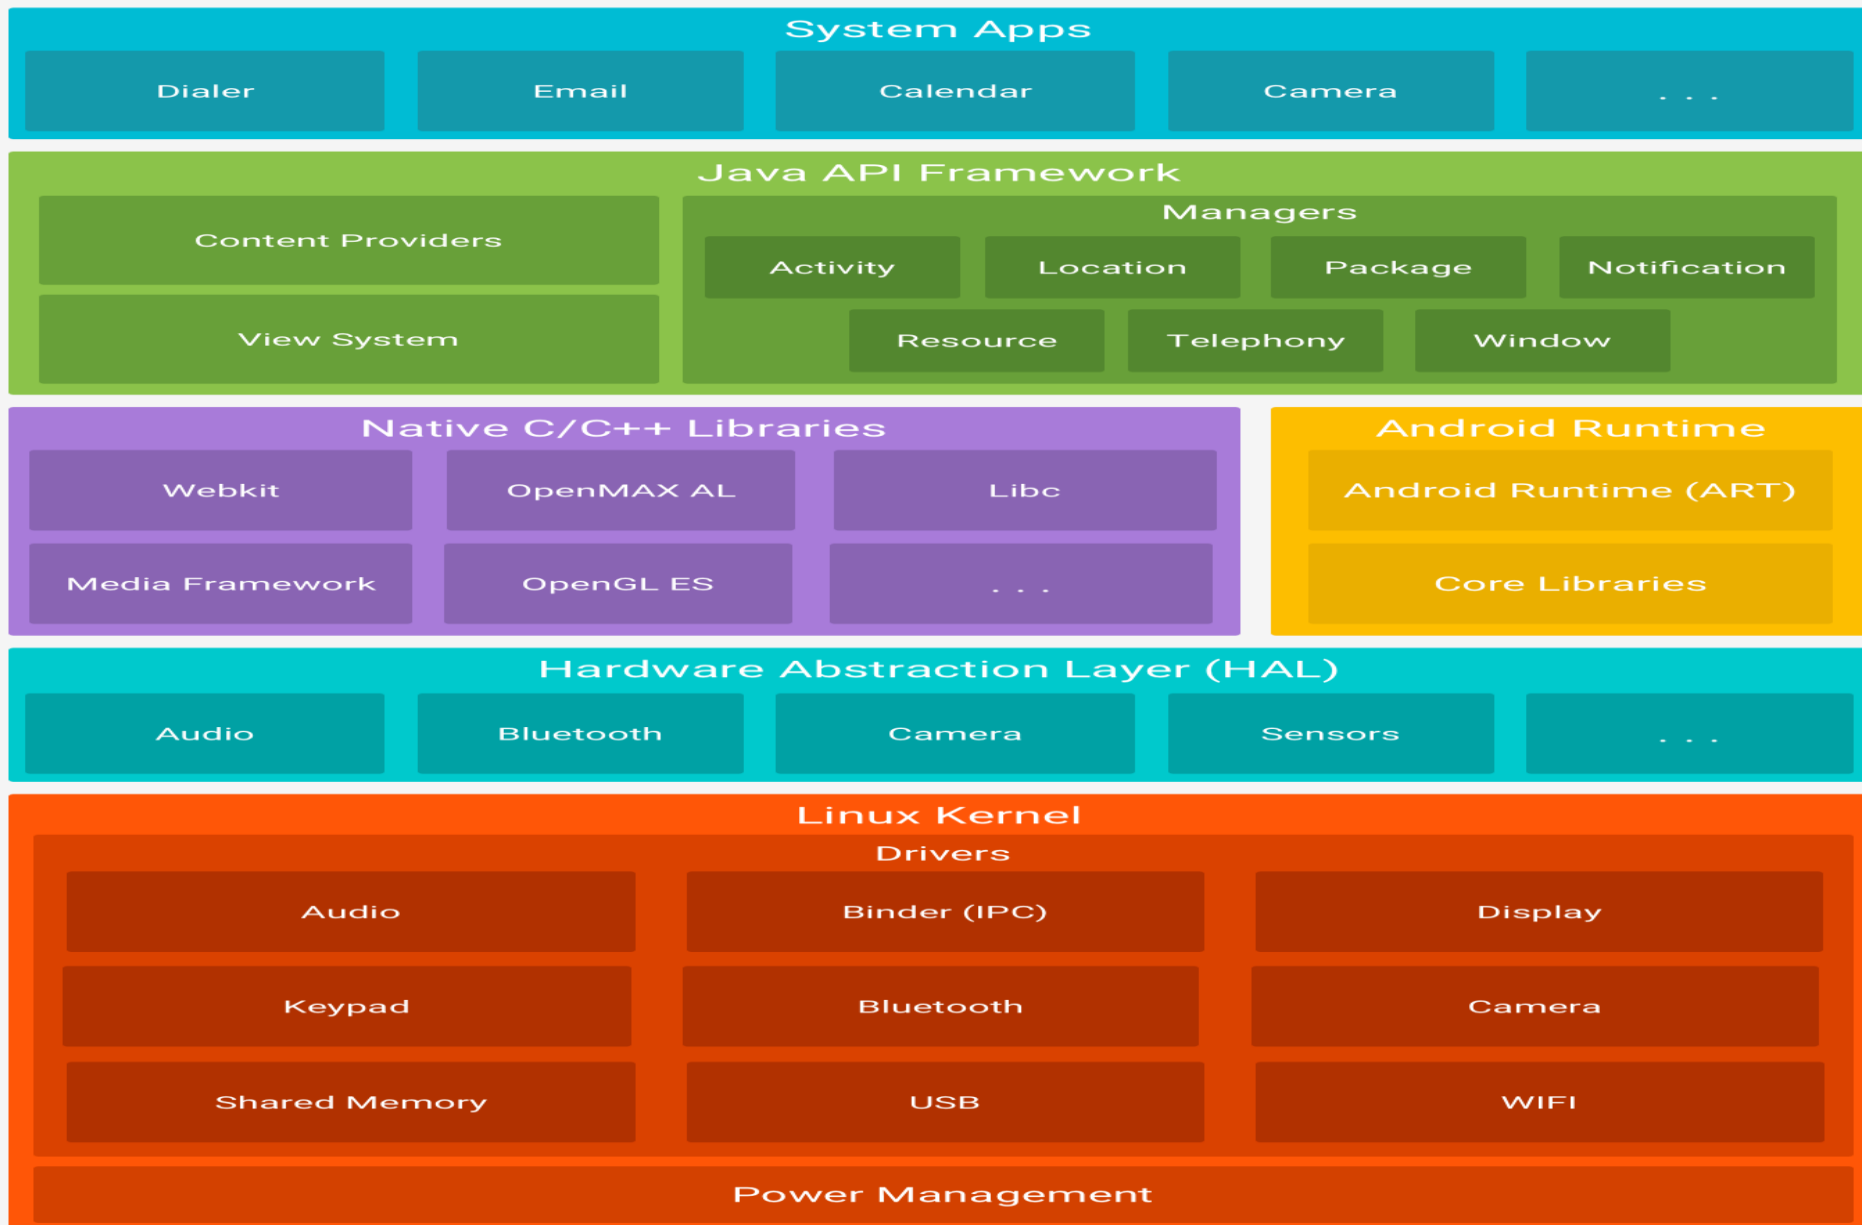 System Apps
Dialer Email Calendar Camera . . .
Java API Framework
Content Providers
View System
Managers
Activity Location Package Notification
Resource Telephony Window
Native C/C++ Libraries
Webkit OpenMAX AL Libc
Media Framework OpenGL ES . . .
Android Runtime
Android Runtime (ART)
Core Libraries
Hardware Abstraction Layer (HAL)
Audio Bluetooth Camera Sensors . . .
Linux Kernel
Drivers
Audio Binder (IPC) Display
Keypad Bluetooth Camera
Shared Memory USB WIFI
Power Management